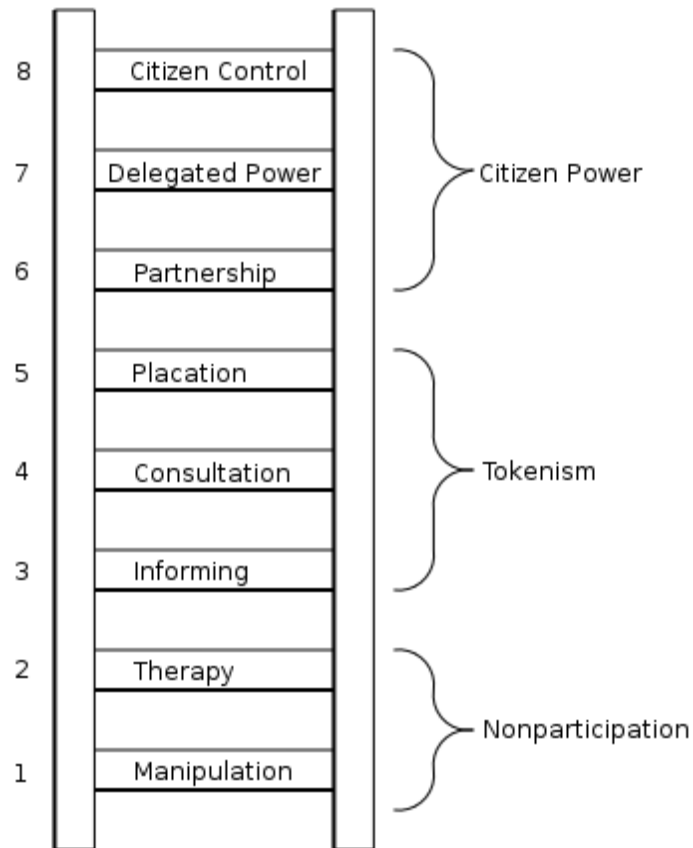 8 Citizen Control
7 Delegated Power
Citizen Power
6 Partnership
5 Placation
4 Consultation
Tokenism
3 Informing
2 Therapy
Nonparticipation
1 Manipulation